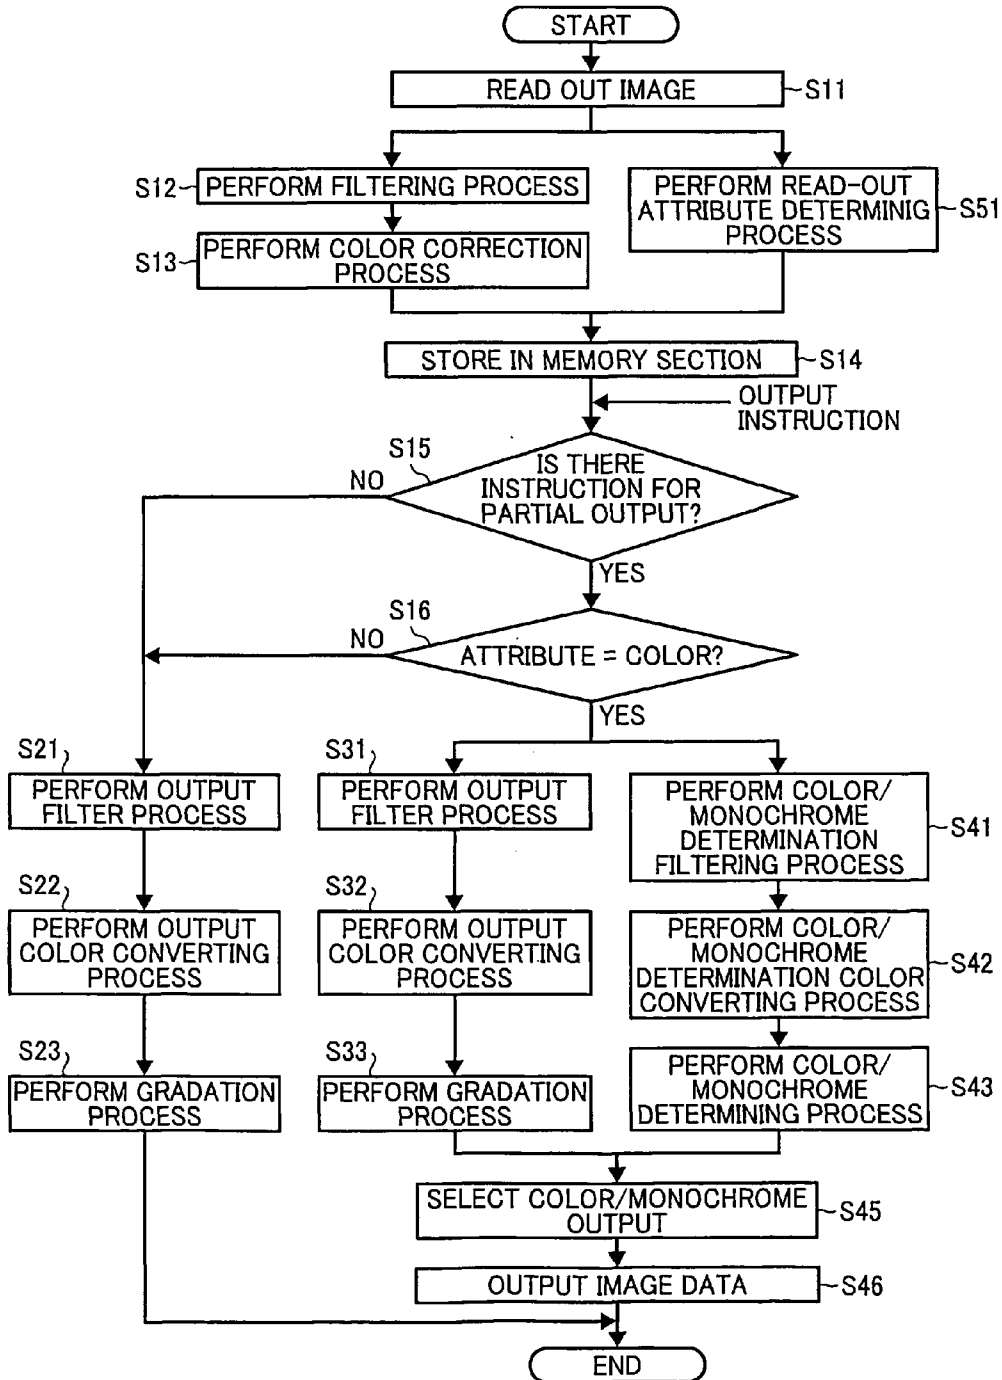 START
READ OUT IMAGE
S11
S12
PERFORM FILTERING PROCESS
PERFORM READ-OUT
ATTRIBUTE DETERMINIG
PROCESS
S51
S13
PERFORM COLOR CORRECTION
PROCESS
STORE IN MEMORY SECTION
S14
OUTPUT
INSTRUCTION
S15
NO
IS THERE
INSTRUCTION FOR
PARTIAL OUTPUT?
YES
S16
NO
ATTRIBUTE = COLOR?
YES
S21
PERFORM OUTPUT
FILTER PROCESS
S31
PERFORM OUTPUT
FILTER PROCESS
PERFORM COLOR/
MONOCHROME
DETERMINATION
FILTERING PROCESS
S41
S22
PERFORM OUTPUT
COLOR CONVERTING
PROCESS
S32
PERFORM OUTPUT
COLOR CONVERTING
PROCESS
PERFORM COLOR/
MONOCHROME
DETERMINATION COLOR
CONVERTING PROCESS
S42
S23
PERFORM GRADATION
PROCESS
S33
PERFORM GRADATION
PROCESS
PERFORM COLOR/
MONOCHROME
DETERMINING PROCESS
S43
SELECT COLOR/MONOCHROME
OUTPUT
S45
OUTPUT IMAGE DATA
S46
END